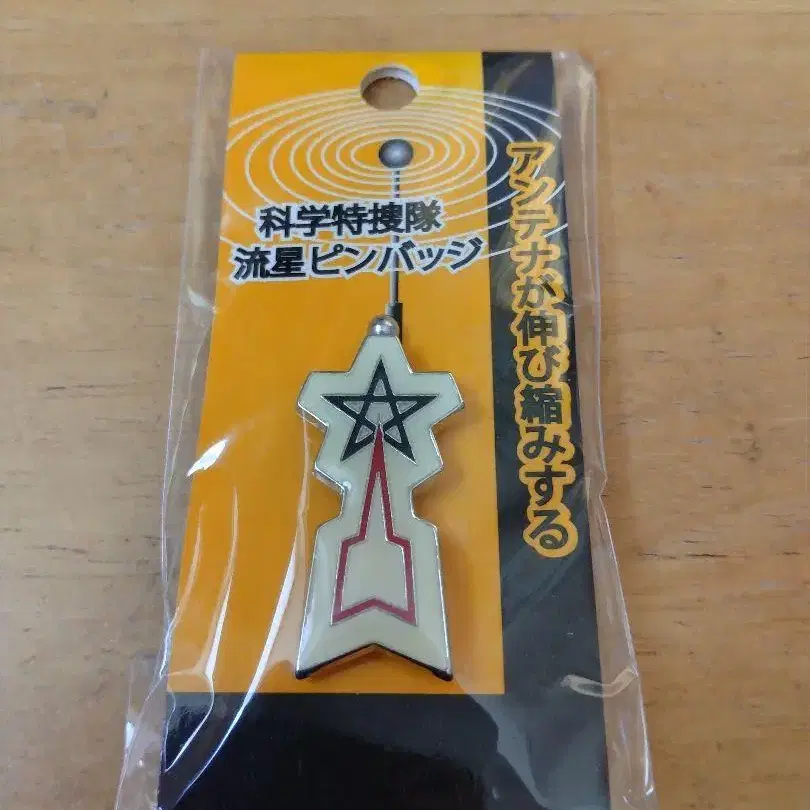 科学特捜隊
流星ピンバッジ
アンテナが伸び縮みする